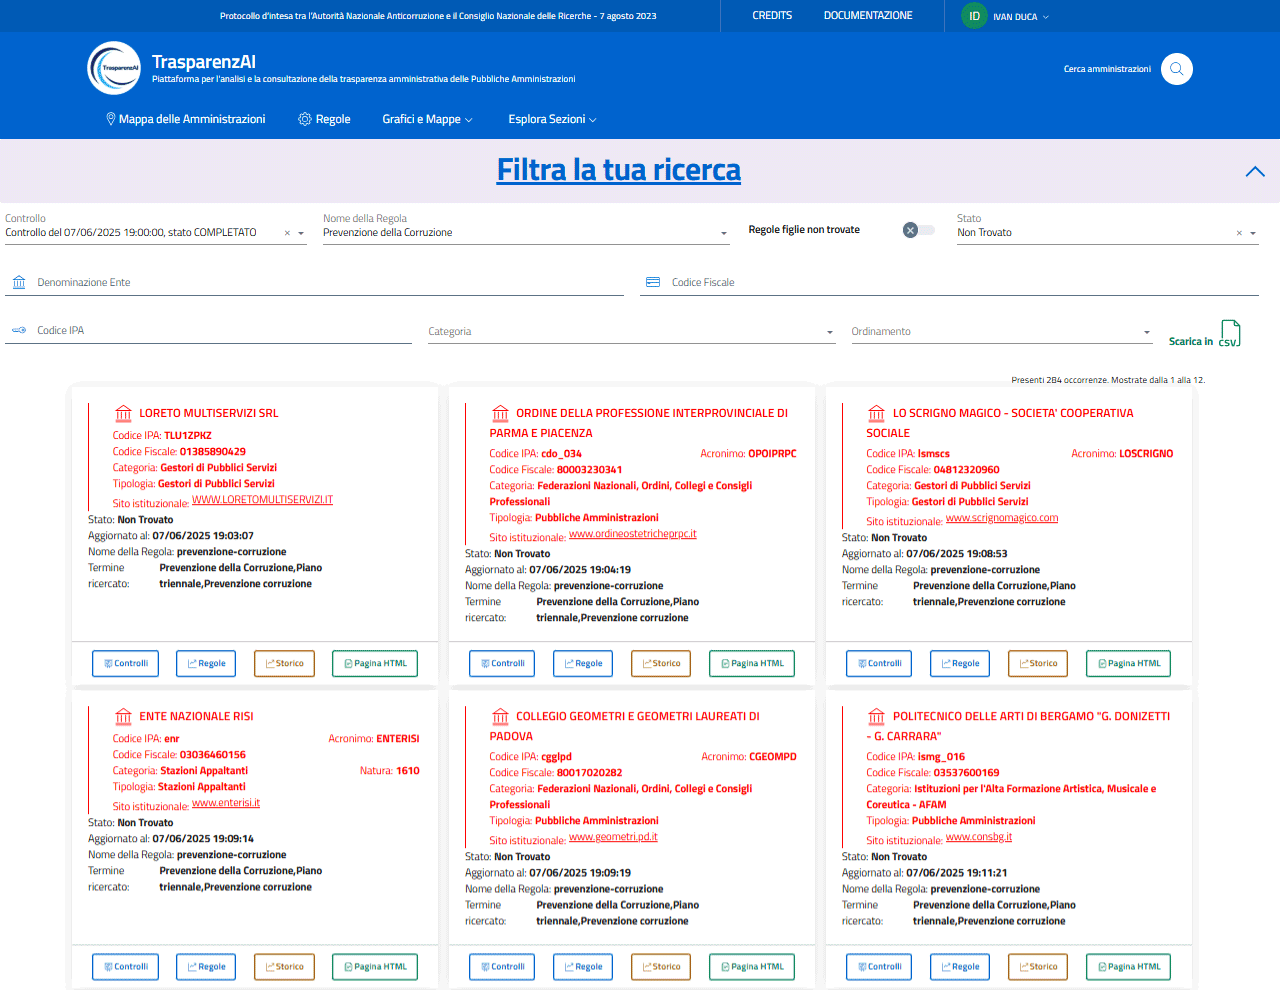 Protocollo d'intesa tra l'Autorità Nazionale Anticorruzione e il Consiglio Nazionale delle Ricerche - 7 agosto 2023
CREDITS
DOCUMENTAZIONE
ID
IVAN DUCA
TrasparenzAI
TrasparenzAI
Piattaforma per l'analisi e la consultazione della trasparenza amministrativa delle Pubbliche Amministrazioni
Cerca amministrazioni
Mappa delle Amministrazioni
Regole
Grafici e Mappe
Esplora Sezioni
Filtra la tua ricerca
Controllo
Controllo del 07/06/2025 19:00:00, stato COMPLETATO
Nome della Regola
Prevenzione della Corruzione
Regole figlie non trovate
Stato
Non Trovato
Denominazione Ente
Codice Fiscale
Codice IPA
Categoria
Ordinamento
Scarica in CSV
Presenti 284 occorrenze. Mostrate dalla 1 alla 12.
LORETO MULTISERVIZI SRL
Codice IPA: TLU1ZPKZ
Codice Fiscale: 01385890429
Categoria: Gestori di Pubblici Servizi
Tipologia: Gestori di Pubblici Servizi
Sito istituzionale: WWW.LORETOMULTISERVIZI.IT
Stato: Non Trovato
Aggiornato al: 07/06/2025 19:03:07
Nome della Regola: prevenzione-corruzione
Termine ricercato: Prevenzione della Corruzione,Piano
triennale,Prevenzione corruzione
Controlli
Regole
Storico
Pagina HTML
ORDINE DELLA PROFESSIONE INTERPROVINCIALE DI
PARMA E PIACENZA
Codice IPA: cdo_034
Acronimo: OPOIPRPC
Codice Fiscale: 80003230341
Categoria: Federazioni Nazionali, Ordini, Collegi e Consigli
Professionali
Tipologia: Pubbliche Amministrazioni
Sito istituzionale: www.ordineostetricheprpc.it
Stato: Non Trovato
Aggiornato al: 07/06/2025 19:04:19
Nome della Regola: prevenzione-corruzione
Termine ricercato: Prevenzione della Corruzione,Piano
triennale,Prevenzione corruzione
Controlli
Regole
Storico
Pagina HTML
LO SCRIGNO MAGICO - SOCIETA' COOPERATIVA
SOCIALE
Codice IPA: lsmscs
Acronimo: LOSCRIGNO
Codice Fiscale: 04812320960
Categoria: Gestori di Pubblici Servizi
Tipologia: Gestori di Pubblici Servizi
Sito istituzionale: www.scrignomagico.com
Stato: Non Trovato
Aggiornato al: 07/06/2025 19:08:53
Nome della Regola: prevenzione-corruzione
Termine ricercato: Prevenzione della Corruzione,Piano
triennale,Prevenzione corruzione
Controlli
Regole
Storico
Pagina HTML
ENTE NAZIONALE RISI
Codice IPA: enr
Acronimo: ENTERISI
Codice Fiscale: 03036460156
Categoria: Stazioni Appaltanti
Natura: 1610
Tipologia: Stazioni Appaltanti
Sito istituzionale: www.enterisi.it
Stato: Non Trovato
Aggiornato al: 07/06/2025 19:09:14
Nome della Regola: prevenzione-corruzione
Termine ricercato: Prevenzione della Corruzione,Piano
triennale,Prevenzione corruzione
Controlli
Regole
Storico
Pagina HTML
COLLEGIO GEOMETRI E GEOMETRI LAUREATI DI
PADOVA
Codice IPA: cgglpd
Acronimo: CGEOMPD
Codice Fiscale: 80017020282
Categoria: Federazioni Nazionali, Ordini, Collegi e Consigli
Professionali
Tipologia: Pubbliche Amministrazioni
Sito istituzionale: www.geometri.pd.it
Stato: Non Trovato
Aggiornato al: 07/06/2025 19:09:19
Nome della Regola: prevenzione-corruzione
Termine ricercato: Prevenzione della Corruzione,Piano
triennale,Prevenzione corruzione
Controlli
Regole
Storico
Pagina HTML
POLITECNICO DELLE ARTI DI BERGAMO "G. DONIZETTI
- G. CARRARA"
Codice IPA: ismg_016
Codice Fiscale: 03537600169
Categoria: Istituzioni per l'Alta Formazione Artistica, Musicale e
Coreutica - AFAM
Tipologia: Pubbliche Amministrazioni
Sito istituzionale: www.consbg.it
Stato: Non Trovato
Aggiornato al: 07/06/2025 19:11:21
Nome della Regola: prevenzione-corruzione
Termine ricercato: Prevenzione della Corruzione,Piano
triennale,Prevenzione corruzione
Controlli
Regole
Storico
Pagina HTML